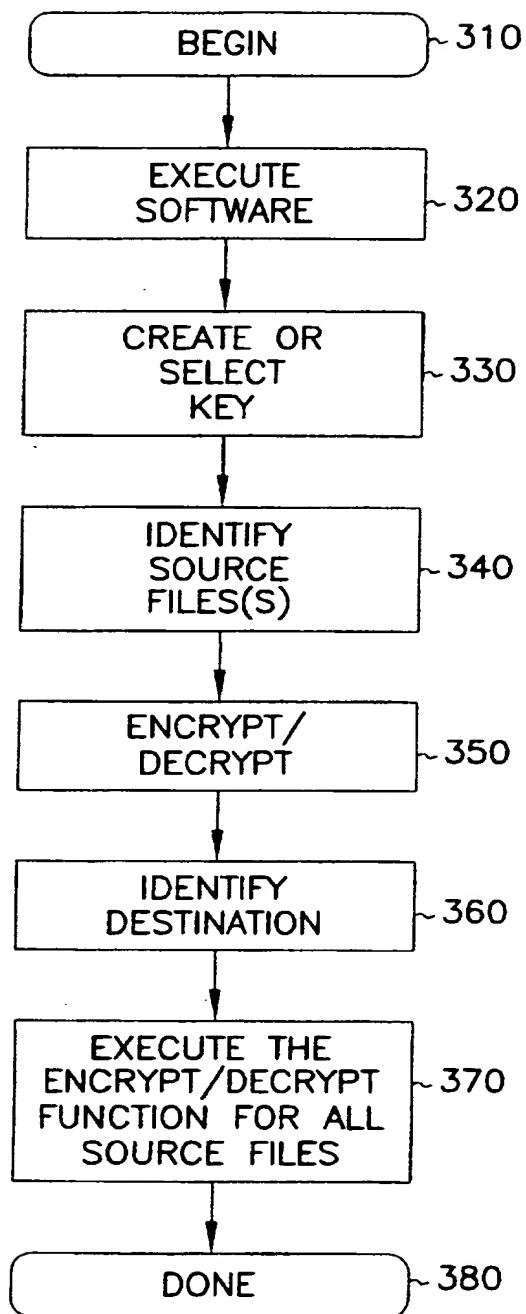 BEGIN
310
EXECUTE
SOFTWARE
320
CREATE OR
SELECT
KEY
330
IDENTIFY
SOURCE
FILES(S)
340
ENCRYPT/
DECRYPT
350
IDENTIFY
DESTINATION
360
EXECUTE THE
ENCRYPT/DECRYPT
FUNCTION FOR ALL
SOURCE FILES
370
DONE
380